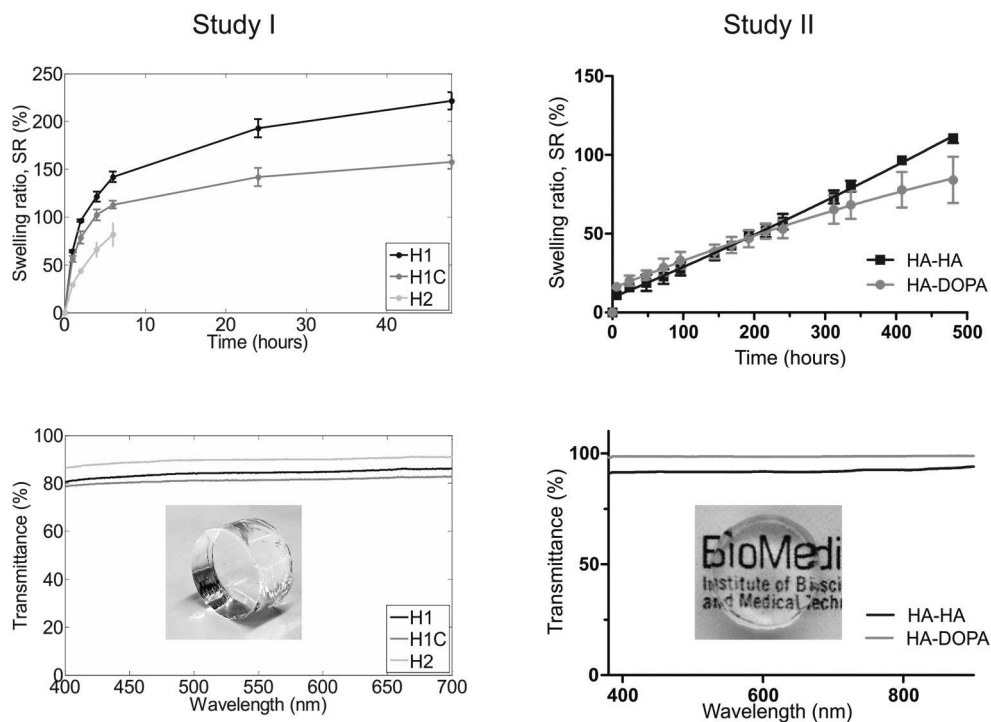 Study I
Study II
Swelling ratio, SR (%)
250
200
150
100
50
0
0
10
20
30
40
Time (hours)
H1
H1C
H2
Swelling ratio, SR (%)
150
100
50
0
0
100
200
300
400
500
Time (hours)
HA-HA
HA-DOPA
Transmittance (%)
100
80
60
40
20
0
400
450
500
550
600
650
700
Wavelength (nm)
H1
H1C
H2
Transmittance (%)
100
50
0
400
600
800
Wavelength (nm)
BioMedi
Institute of
and Medical
HA-HA
HA-DOPA